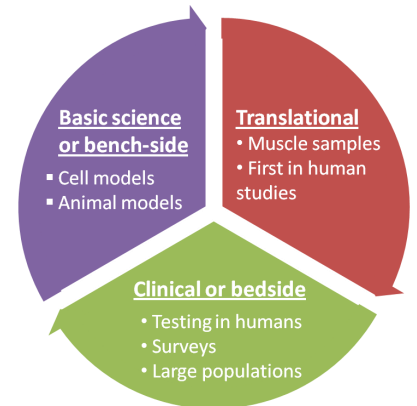 Basic science
or bench-side
▪ Cell models
▪ Animal models
Translational
• Muscle samples
• First in human
studies
Clinical or bedside
• Testing in humans
• Surveys
• Large populations